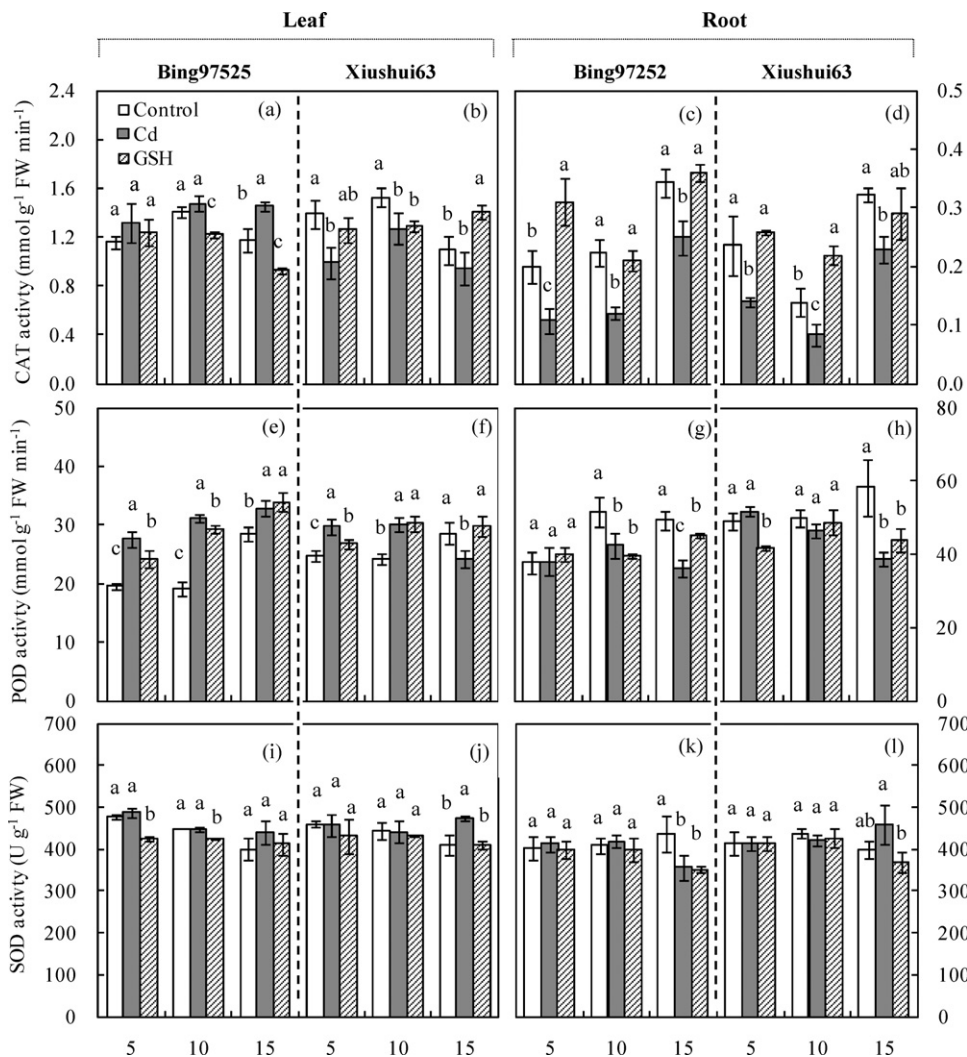 Leaf Root
Bing97525 Xiushui63 Bing97252 Xiushui63
2.4 0.5
Control (a) (b) (c) (d)
Cd
GSH
2.0
1.6 0.4
1.2 0.3
0.8 0.2
0.4 0.1
0.0 0.0
CAT activity (mmol g-1 FW min-1)
a a a a a c b a c
a b ab a b b b b a
b c a a b a a b a
a b a b c a a b ab
50 80
(e) (f) (g) (h)
40 60
30 40
20 20
10
0 0
POD activty (mmol g-1 FW min-1)
c a b c a b b a a
c a b b a a a b a
a a a a b b a c b
a a b a a a a b b
700 700
(i) (j) (k) (l)
600 600
500 500
400 400
300 300
200 200
100 100
0 0
SOD activty (U g-1 FW)
a a b a a b a a a
a a a a a a b a b
a a a a a a a b b
a a a a a a ab a b
5 10 15 5 10 15 5 10 15 5 10 15